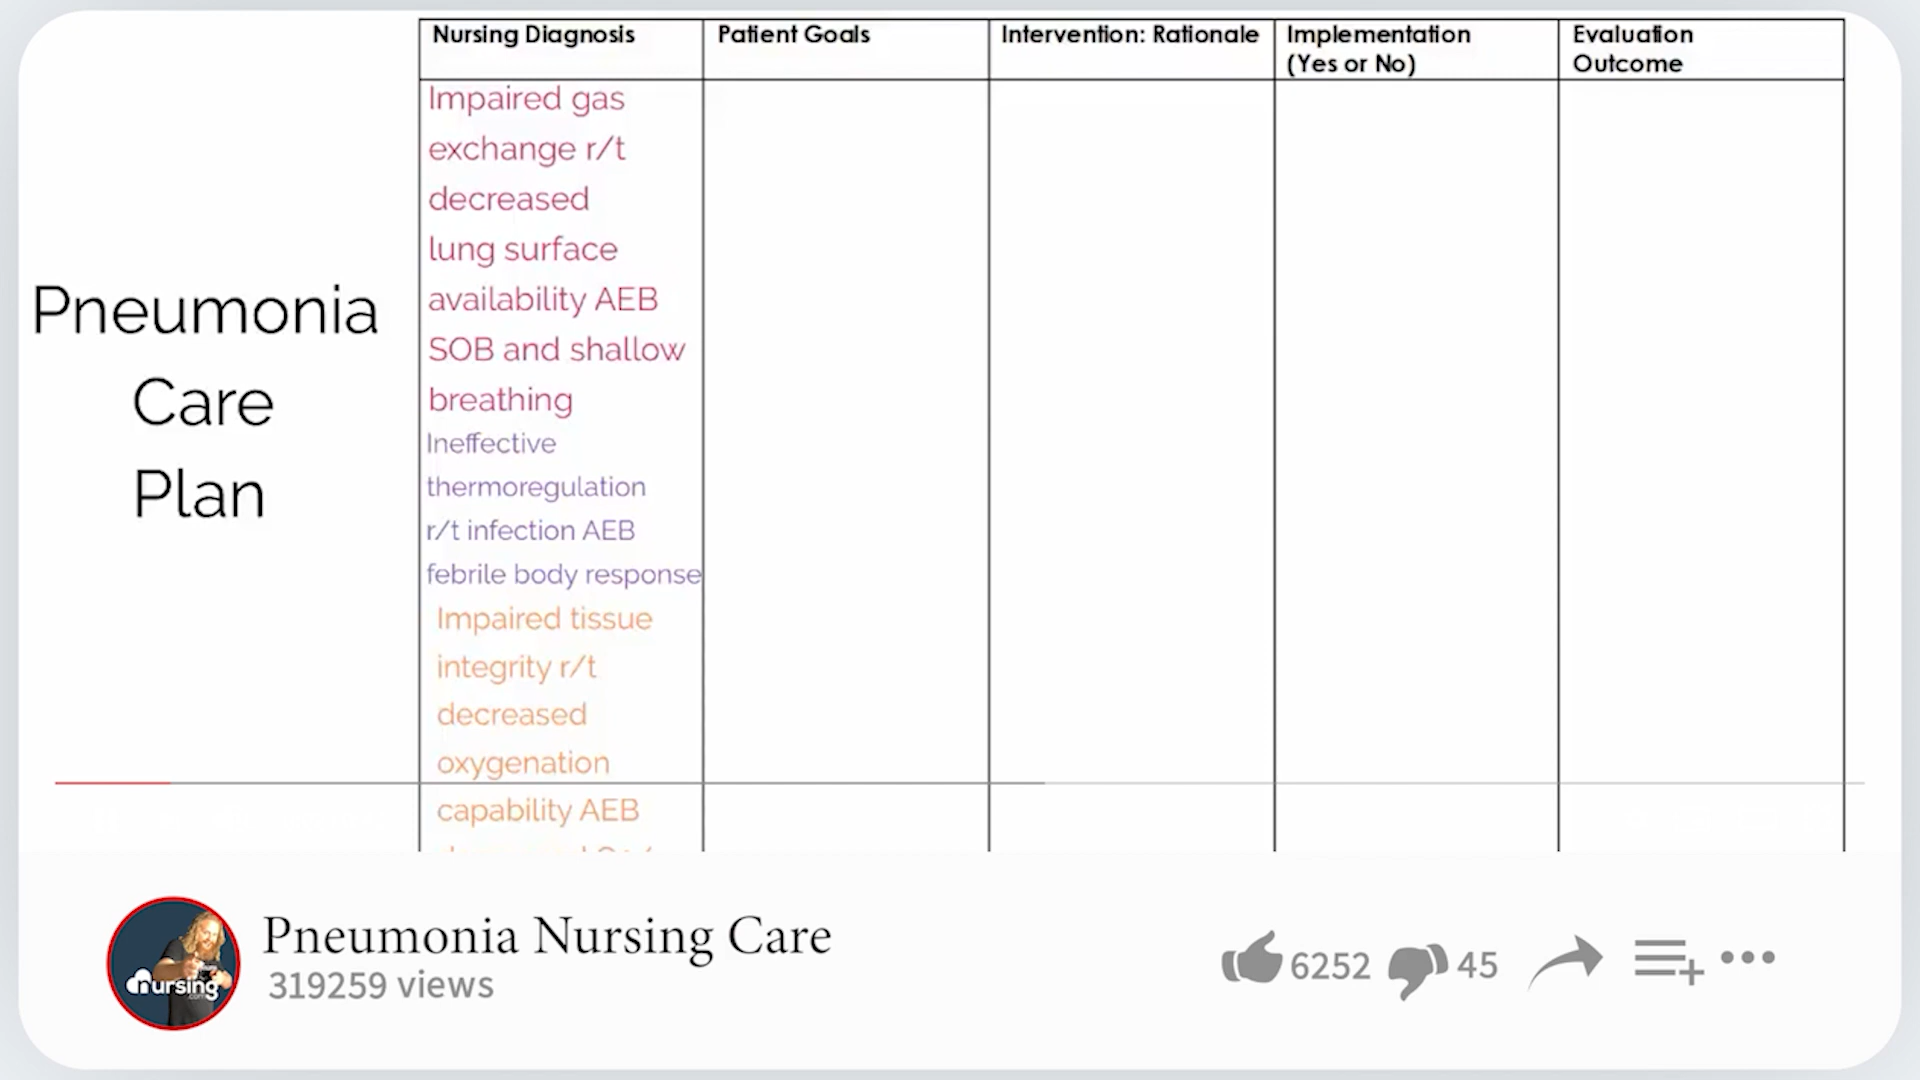 Nursing Diagnosis
Patient Goals
Intervention: Rationale
Implementation
(Yes or No)
Evaluation
Outcome
Pneumonia
Care
Plan
Impaired gas
exchange r/t
decreased
lung surface
availability AEB
SOB and shallow
breathing
Ineffective
thermoregulation
r/t infection AEB
febrile body response
Impaired tissue
integrity r/t
decreased
oxygenation
capability AEB
nursing
.com
Pneumonia Nursing Care
319259 views
6252
45